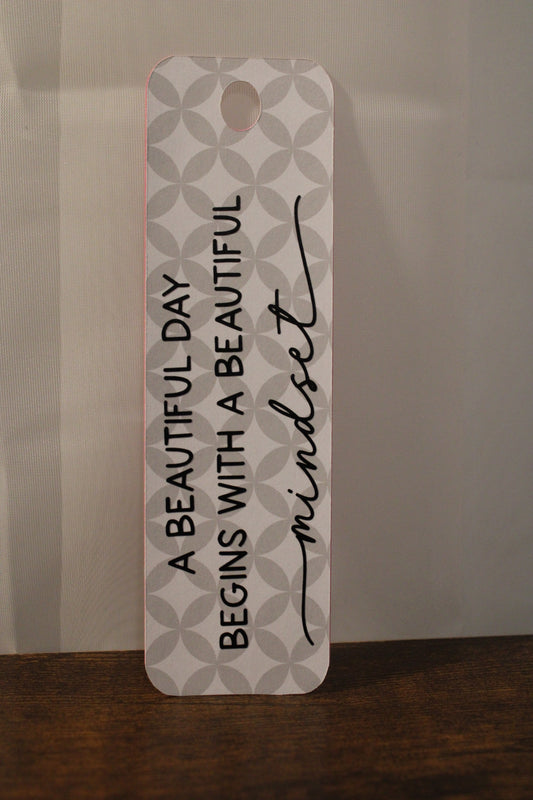 A BEAUTIFUL DAY
BEGINS WITH A BEAUTIFUL
mindset